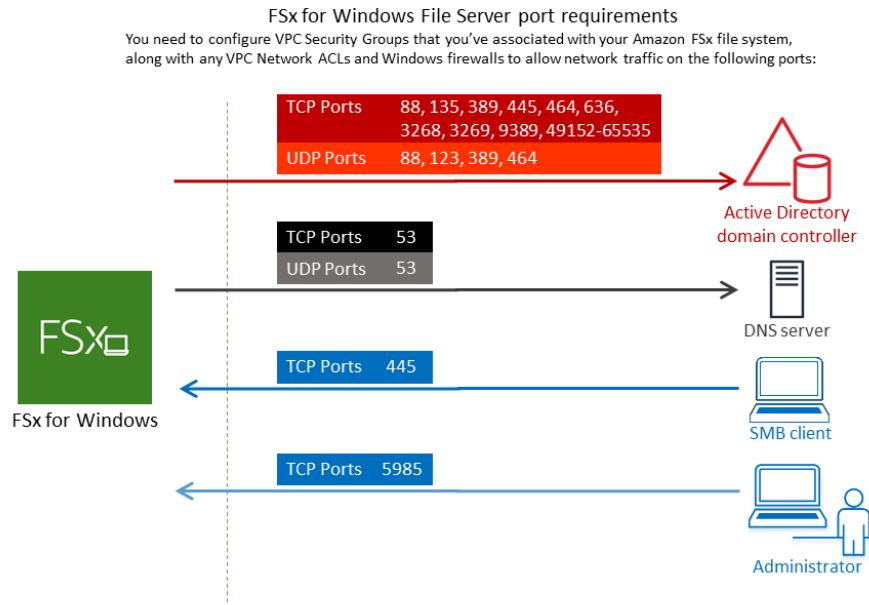 FSx for Windows File Server port requirements
You need to configure VPC Security Groups that you've associated with your Amazon FSx file system,
along with any VPC Network ACLs and Windows firewalls to allow network traffic on the following ports:
TCP Ports 88, 135, 389, 445, 464, 636,
3268, 3269, 9389, 49152-65535
UDP Ports 88, 123, 389, 464
Active Directory
domain controller
TCP Ports 53
UDP Ports 53
DNS server
FSx
FSx for Windows
TCP Ports 445
SMB client
TCP Ports 5985
Administrator